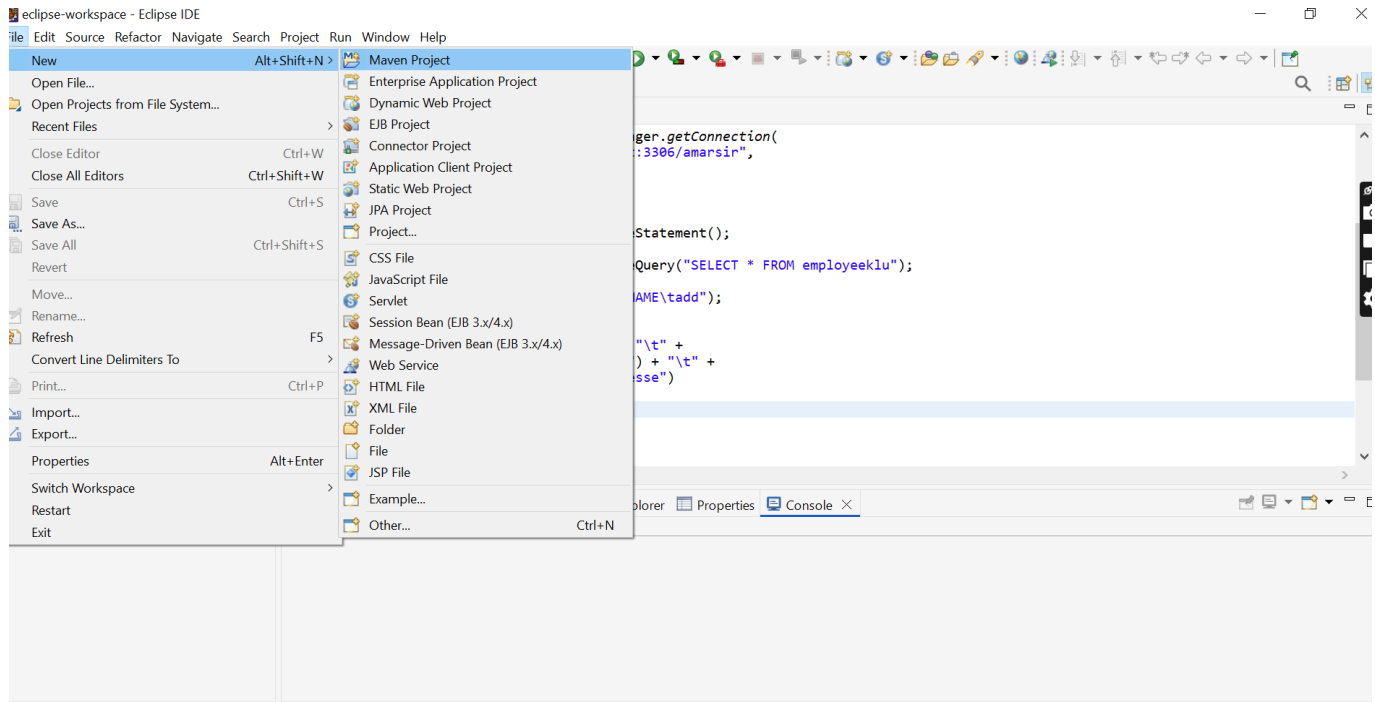 eclipse-workspace - Eclipse IDE
File Edit Source Refactor Navigate Search Project Run Window Help
New Alt+Shift+N >
Open File...
Open Projects from File System...
Recent Files >
Close Editor Ctrl+W
Close All Editors Ctrl+Shift+W
Save Ctrl+S
Save As...
Save All Ctrl+Shift+S
Revert
Move...
Rename...
Refresh F5
Convert Line Delimiters To >
Print... Ctrl+P
Import...
Export...
Properties Alt+Enter
Switch Workspace >
Restart
Exit
Maven Project
Enterprise Application Project
Dynamic Web Project
EJB Project
Connector Project
Application Client Project
Static Web Project
JPA Project
Project...
CSS File
JavaScript File
Servlet
Session Bean (EJB 3.x/4.x)
Message-Driven Bean (EJB 3.x/4.x)
Web Service
HTML File
XML File
Folder
File
JSP File
Example...
Other... Ctrl+N
ger.getConnection(
:3306/amarsir",
eStatement();
eQuery("SELECT * FROM employeeklu");
AME\tadd");
"\t" +
) + "\t" +
sse")
plorer Properties Console